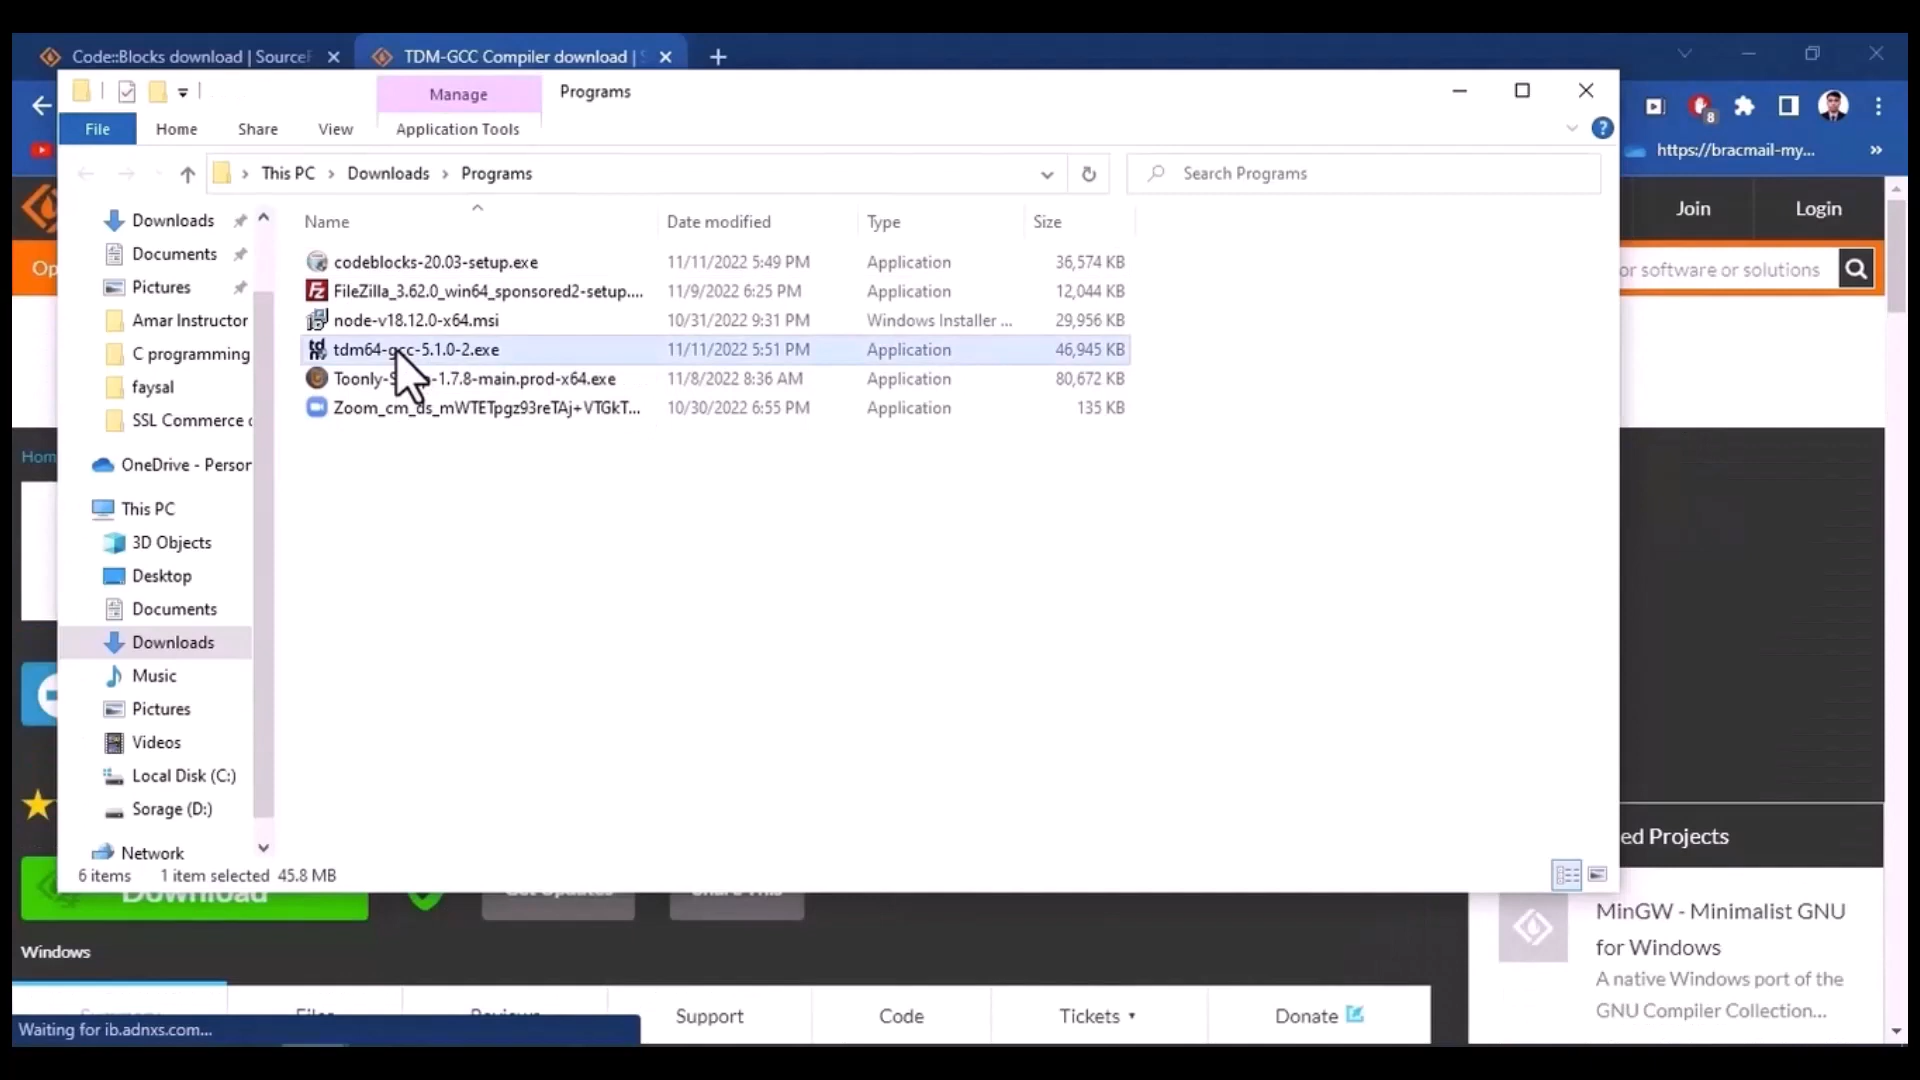 Code::Blocks download | Source
TDM-GCC Compiler download |
Manage
Programs
File
Home
Share
View
Application Tools
8
https://bracmail-my...
»
This PC
Downloads
Programs
Search Programs
Join
Login
Op
or software or solutions
Downloads
Documents
Pictures
Amar Instructor
C programming
faysal
SSL Commerce
OneDrive - Person
This PC
3D Objects
Desktop
Documents
Downloads
Music
Pictures
Videos
Local Disk (C:)
Sorage (D:)
Network
Name
Date modified
Type
Size
codeblocks-20.03-setup.exe 11/11/2022 5:49 PM Application 36,574 KB
FileZilla_3.62.0_win64_sponsored2-setup.... 11/9/2022 6:25 PM Application 12,044 KB
node-v18.12.0-x64.msi 10/31/2022 9:31 PM Windows Installer ... 29,956 KB
tdm64-gcc-5.1.0-2.exe 11/11/2022 5:51 PM Application 46,945 KB
Toonly- -1.7.8-main.prod-x64.exe 11/8/2022 8:36 AM Application 80,672 KB
Zoom_cm_ds_mWTETpgz93reTAj+VTGkT... 10/30/2022 6:55 PM Application 135 KB
6 items 1 item selected 45.8 MB
Hom
Download
Windows
Support
Code
Tickets
Donate
Waiting for ib.adnxs.com...
ed Projects
MinGW - Minimalist GNU
for Windows
A native Windows port of the
GNU Compiler Collection...